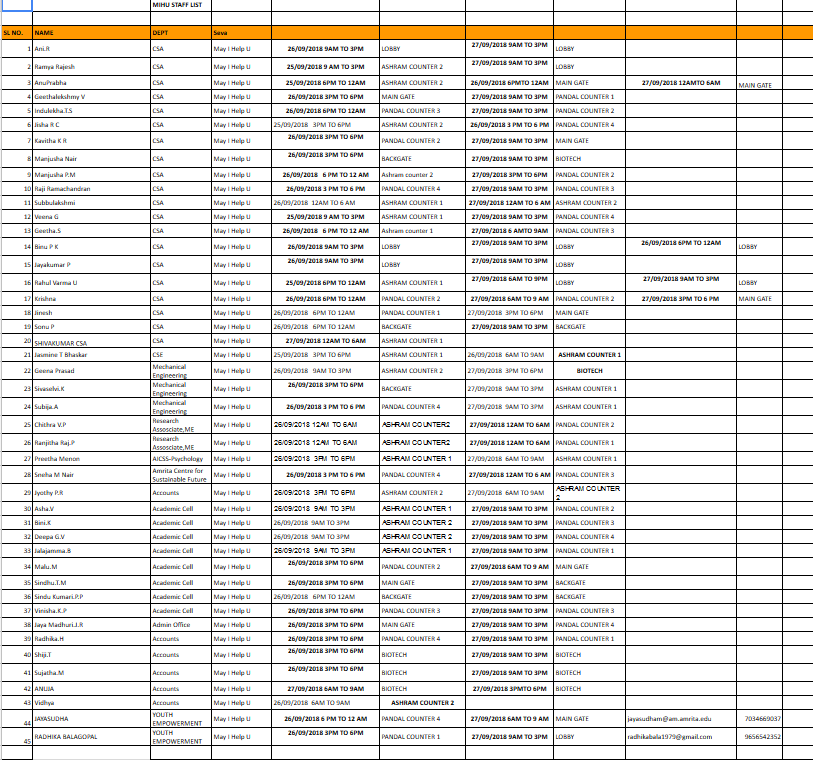 MIHU STAFF LIST
SL NO. NAME DEPT Seva
1 Ani.R CSA May I Help U 26/09/2018 9AM TO 3PM LOBBY 27/09/2018 9AM TO 3PM LOBBY
2 Ramya Rajesh CSA May I Help U 25/09/2018 9 AM TO 3PM ASHRAM COUNTER 2 27/09/2018 9AM TO 3PM LOBBY
3 AnuPrabha CSA May I Help U 25/09/2018 6PM TO 12AM ASHRAM COUNTER 2 26/09/2018 6PMTO 12AM MAIN GATE 27/09/2018 12AMTO 6AM MAIN GATE
4 Geethalekshmy V CSA May I Help U 26/09/2018 3PM TO 6PM MAIN GATE 27/09/2018 9AM TO 3PM PANDAL COUNTER 1
5 Indulekha.T.S CSA May I Help U 26/09/2018 6PM TO 12AM PANDAL COUNTER 3 27/09/2018 9AM TO 3PM PANDAL COUNTER 2
6 Jisha R C CSA May I Help U 25/09/2018 3PM TO 6PM ASHRAM COUNTER 2 26/09/2018 3 PM TO 6 PM PANDAL COUNTER 4
7 Kavitha K R CSA May I Help U 26/09/2018 3PM TO 6PM PANDAL COUNTER 2 27/09/2018 9AM TO 3PM MAIN GATE
8 Manjusha Nair CSA May I Help U 26/09/2018 3PM TO 6PM BACKGATE 27/09/2018 9AM TO 3PM BIOTECH
9 Manjusha P.M CSA May I Help U 26/09/2018 6 PM TO 12 AM Ashram counter 2 27/09/2018 3PM TO 6PM PANDAL COUNTER 2
10 Raji Ramachandran CSA May I Help U 26/09/2018 3 PM TO 6 PM PANDAL COUNTER 4 27/09/2018 9AM TO 3PM PANDAL COUNTER 3
11 Subbulakshmi CSA May I Help U 26/09/2018 12AM TO 6 AM ASHRAM COUNTER 1 27/09/2018 12AM TO 6 AM ASHRAM COUNTER 2
12 Veena G CSA May I Help U 25/09/2018 9 AM TO 3PM ASHRAM COUNTER 1 27/09/2018 9AM TO 3PM PANDAL COUNTER 4
13 Geetha.S CSA May I Help U 26/09/2018 6 PM TO 12 AM Ashram counter 1 27/09/2018 6 AMTO 9AM PANDAL COUNTER 3
14 Binu P K CSA May I Help U 26/09/2018 9AM TO 3PM LOBBY 27/09/2018 9AM TO 3PM LOBBY 26/09/2018 6PM TO 12AM LOBBY
15 Jayakumar P CSA May I Help U 26/09/2018 9AM TO 3PM LOBBY 27/09/2018 9AM TO 3PM LOBBY
16 Rahul Varma U CSA May I Help U 25/09/2018 6PM TO 12AM ASHRAM COUNTER 1 27/09/2018 6AM TO 9PM LOBBY 27/09/2018 9AM TO 3PM LOBBY
17 Krishna CSA May I Help U 26/09/2018 6PM TO 12AM PANDAL COUNTER 2 27/09/2018 6AM TO 9 AM PANDAL COUNTER 2 27/09/2018 3PM TO 6 PM MAIN GATE
18 Jinesh CSA May I Help U 26/09/2018 6PM TO 12AM PANDAL COUNTER 1 27/09/2018 3PM TO 6PM MAIN GATE
19 Sonu P CSA May I Help U 26/09/2018 6PM TO 12AM BACKGATE 27/09/2018 9AM TO 3PM BACKGATE
20 SHIVAKUMAR CSA CSA May I Help U 27/09/2018 12AM TO 6AM ASHRAM COUNTER 1
21 Jasmine T Bhaskar CSE May I Help U 25/09/2018 3PM TO 6PM ASHRAM COUNTER 1 26/09/2018 6AM TO 9AM ASHRAM COUNTER 1
22 Geena Prasad Mechanical Engineering May I Help U 26/09/2018 9AM TO 3PM ASHRAM COUNTER 2 27/09/2018 3PM TO 6PM BIOTECH
23 Sivaselvi.K Mechanical Engineering May I Help U 26/09/2018 3PM TO 6PM BACKGATE 27/09/2018 9AM TO 3PM ASHRAM COUNTER 1
24 Subija.A Mechanical Engineering May I Help U 26/09/2018 3 PM TO 6 PM PANDAL COUNTER 4 27/09/2018 9AM TO 3PM ASHRAM COUNTER 1
25 Chithra V.P Research Assosciate,ME May I Help U 26/09/2018 12AM TO 6AM ASHRAM COUNTER2 27/09/2018 12AM TO 6AM PANDAL COUNTER 2
26 Ranjitha Raj.P Research Assosciate,ME May I Help U 26/09/2018 12AM TO 6AM ASHRAM COUNTER2 27/09/2018 12AM TO 6AM PANDAL COUNTER 1
27 Preetha Menon AICSS-Psychology May I Help U 26/09/2018 3PM TO 6PM ASHRAM COUNTER 1 27/09/2018 6AM TO 9AM ASHRAM COUNTER 1
28 Sneha M Nair Amrita Centre for Sustainable Future May I Help U 26/09/2018 3 PM TO 6 PM PANDAL COUNTER 4 27/09/2018 12AM TO 6 AM PANDAL COUNTER 3
29 Jyothy P.R Accounts May I Help U 26/09/2018 3PM TO 6PM ASHRAM COUNTER 2 27/09/2018 6AM TO 9AM ASHRAM COUNTER 2
30 Asha.V Academic Cell May I Help U 26/09/2018 9AM TO 3PM ASHRAM COUNTER 1 27/09/2018 9AM TO 3PM PANDAL COUNTER 2
31 Bini.K Academic Cell May I Help U 26/09/2018 9AM TO 3PM ASHRAM COUNTER 2 27/09/2018 9AM TO 3PM PANDAL COUNTER 3
32 Deepa G.V Academic Cell May I Help U 26/09/2018 9AM TO 3PM ASHRAM COUNTER 2 27/09/2018 9AM TO 3PM PANDAL COUNTER 4
33 Jalajamma.B Academic Cell May I Help U 26/09/2018 9AM TO 3PM ASHRAM COUNTER 1 27/09/2018 9AM TO 3PM PANDAL COUNTER 1
34 Malu.M Academic Cell May I Help U 26/09/2018 3PM TO 6PM PANDAL COUNTER 2 27/09/2018 6AM TO 9 AM MAIN GATE
35 Sindhu.T.M Academic Cell May I Help U 26/09/2018 3PM TO 6PM MAIN GATE 27/09/2018 9AM TO 3PM BACKGATE
36 Sindu Kumari.P.P Academic Cell May I Help U 26/09/2018 6PM TO 12AM BACKGATE 27/09/2018 9AM TO 3PM BACKGATE
37 Vinisha.K.P Academic Cell May I Help U 26/09/2018 3PM TO 6PM PANDAL COUNTER 3 27/09/2018 9AM TO 3PM PANDAL COUNTER 3
38 Jaya Madhuri.J.R Admin Office May I Help U 26/09/2018 3PM TO 6PM MAIN GATE 27/09/2018 9AM TO 3PM PANDAL COUNTER 4
39 Radhika.H Accounts May I Help U 26/09/2018 3PM TO 6PM PANDAL COUNTER 4 27/09/2018 9AM TO 3PM PANDAL COUNTER 1
40 Shiji.T Accounts May I Help U 26/09/2018 3PM TO 6PM BIOTECH 27/09/2018 9AM TO 3PM BIOTECH
41 Sujatha.M Accounts May I Help U 26/09/2018 3PM TO 6PM BIOTECH 27/09/2018 9AM TO 3PM BIOTECH
42 ANUJA Accounts May I Help U 27/09/2018 6AM TO 9AM BIOTECH 27/09/2018 3PMTO 6PM BIOTECH
43 Vidhya Accounts May I Help U 26/09/2018 6AM TO 9AM ASHRAM COUNTER 2
44 JAYASUDHA YOUTH EMPOWERMENT May I Help U 26/09/2018 6 PM TO 12 AM PANDAL COUNTER 4 27/09/2018 6AM TO 9 AM MAIN GATE jayasudham@am.amrita.edu 7034669037
45 RADHIKA BALAGOPAL YOUTH EMPOWERMENT May I Help U 26/09/2018 3PM TO 6PM PANDAL COUNTER 1 27/09/2018 9AM TO 3PM LOBBY radhikabala1979@gmail.com 9656542352